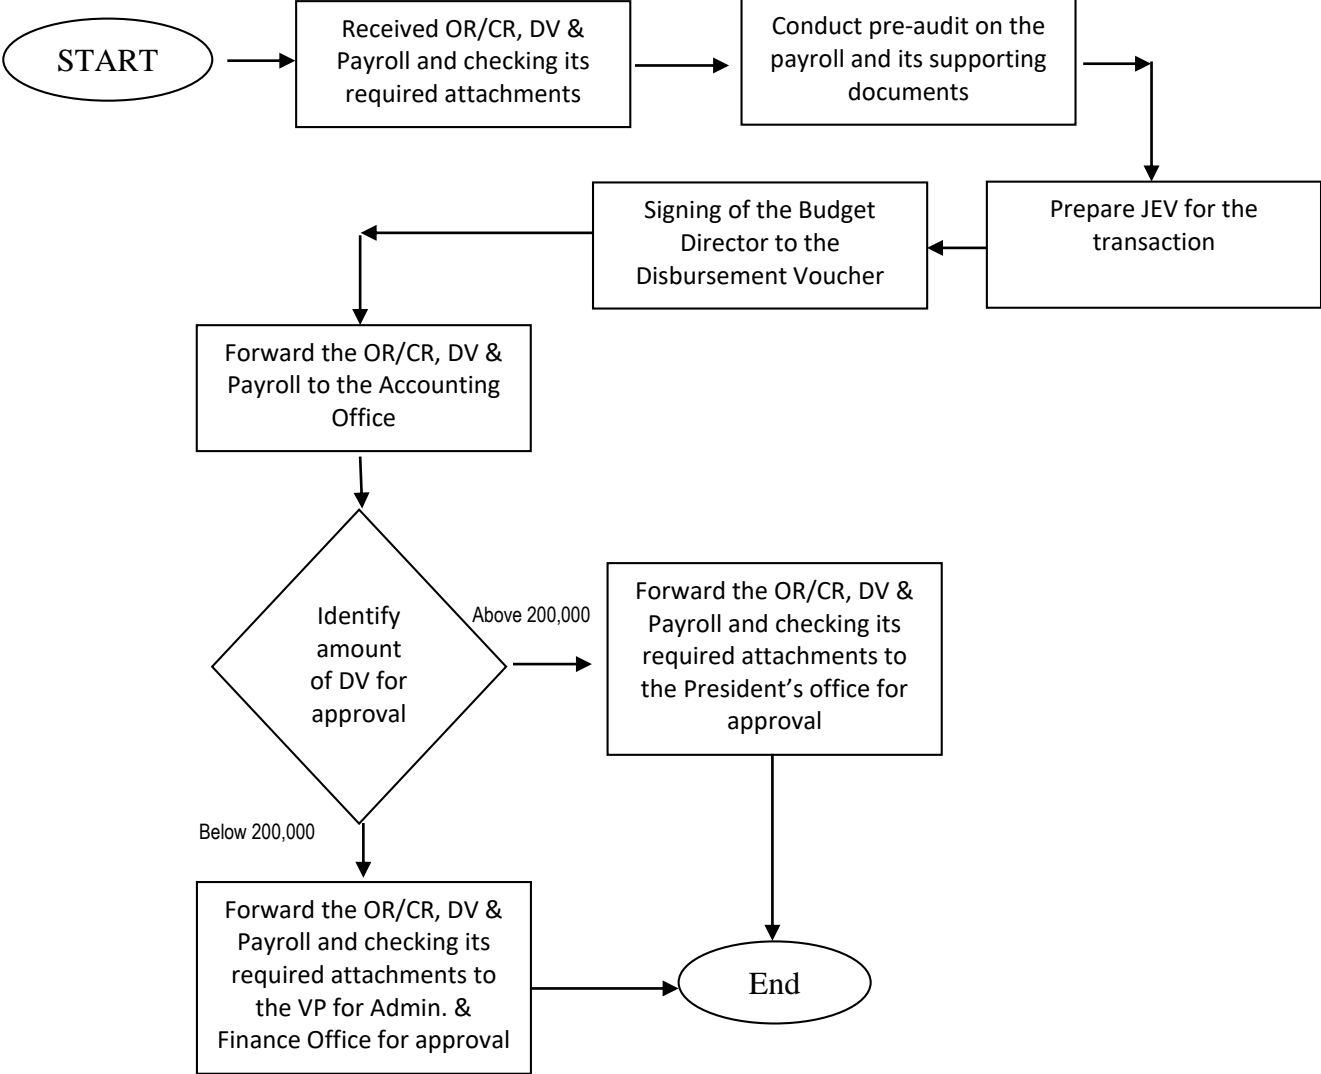 START
Received OR/CR, DV &
Payroll and checking its
required attachments
Conduct pre-audit on the
payroll and its supporting
documents
Prepare JEV for the
transaction
Signing of the Budget
Director to the
Disbursement Voucher
Forward the OR/CR, DV &
Payroll to the Accounting
Office
Identify
amount
of DV for
approval
Above 200,000
Forward the OR/CR, DV &
Payroll and checking its
required attachments to
the President’s office for
approval
Below 200,000
Forward the OR/CR, DV &
Payroll and checking its
required attachments to
the VP for Admin. &
Finance Office for approval
End